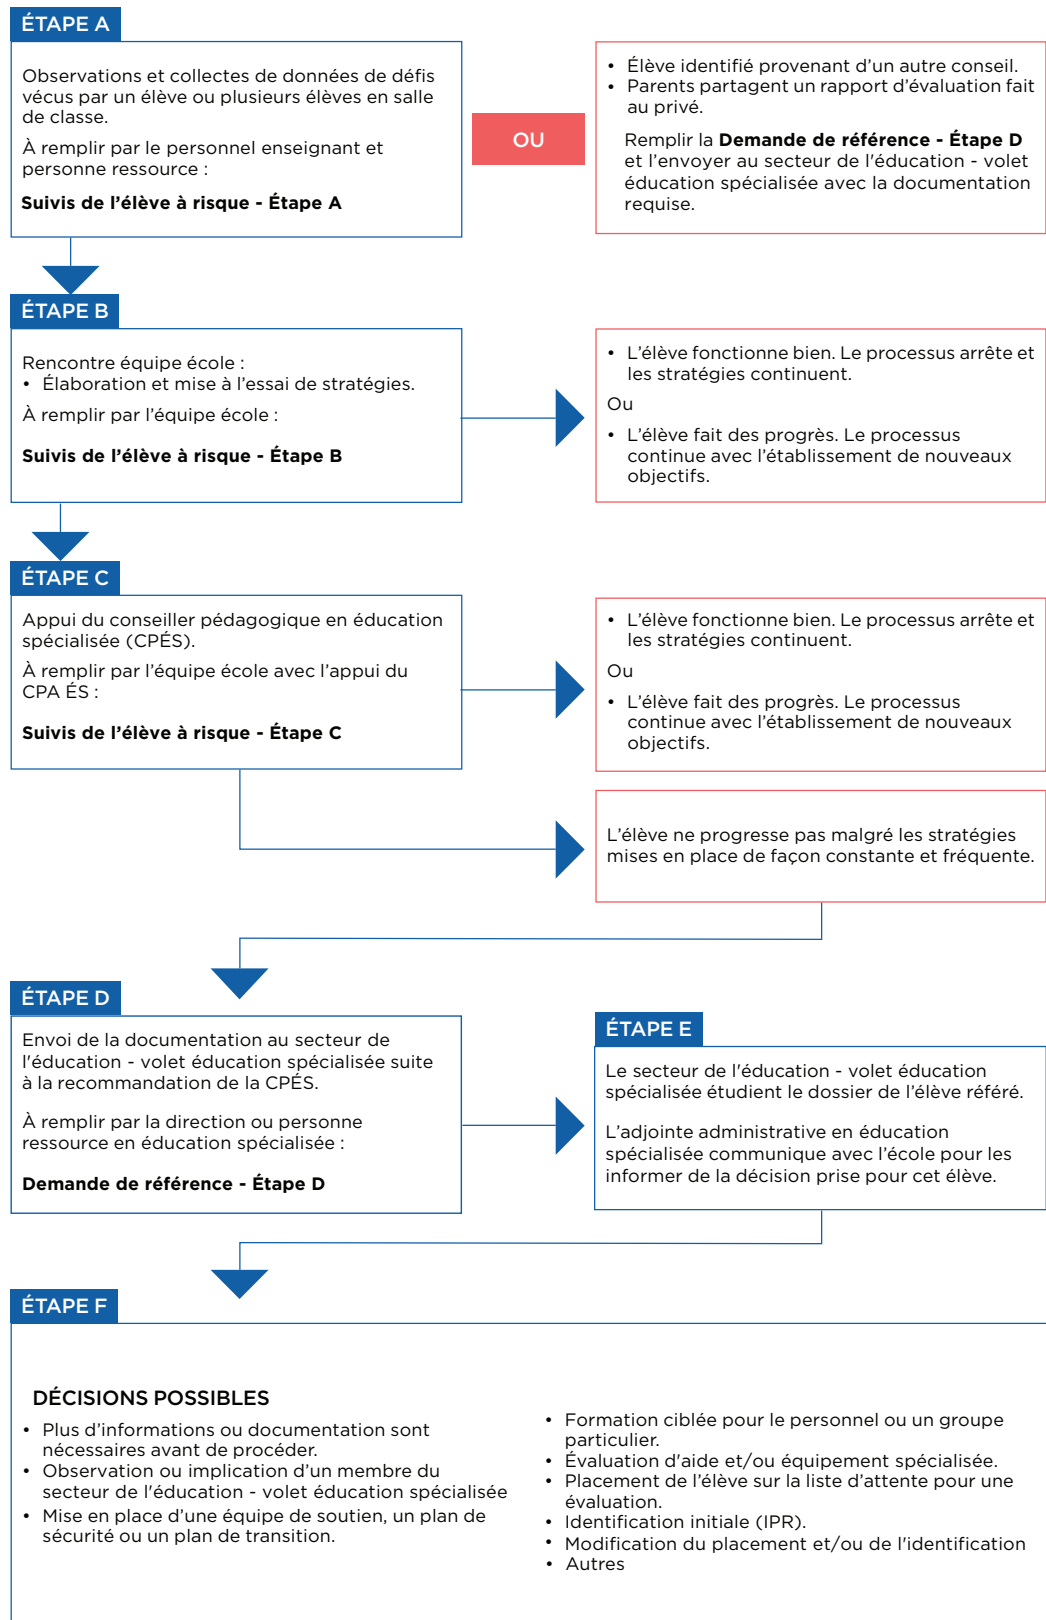 ÉTAPE A
Observations et collectes de données de défis
vécus par un élève ou plusieurs élèves en salle
de classe.
À remplir par le personnel enseignant et
personne ressource :
Suivis de l’élève à risque - Étape A
OU
• Élève identifié provenant d’un autre conseil.
• Parents partagent un rapport d’évaluation fait
au privé.
Remplir la Demande de référence - Étape D
et l’envoyer au secteur de l'éducation - volet
éducation spécialisée avec la documentation
requise.
ÉTAPE B
Rencontre équipe école :
• Élaboration et mise à l’essai de stratégies.
À remplir par l’équipe école :
Suivis de l’élève à risque - Étape B
• L’élève fonctionne bien. Le processus arrête et
les stratégies continuent.
Ou
• L’élève fait des progrès. Le processus
continue avec l’établissement de nouveaux
objectifs.
ÉTAPE C
Appui du conseiller pédagogique en éducation
spécialisée (CPÉS).
À remplir par l’équipe école avec l’appui du
CPA ÉS :
Suivis de l’élève à risque - Étape C
• L’élève fonctionne bien. Le processus arrête et
les stratégies continuent.
Ou
• L’élève fait des progrès. Le processus
continue avec l’établissement de nouveaux
objectifs.
L’élève ne progresse pas malgré les stratégies
mises en place de façon constante et fréquente.
ÉTAPE D
Envoi de la documentation au secteur de
l'éducation - volet éducation spécialisée suite
à la recommandation de la CPÉS.
À remplir par la direction ou personne
ressource en éducation spécialisée :
Demande de référence - Étape D
ÉTAPE E
Le secteur de l'éducation - volet éducation
spécialisée étudient le dossier de l’élève référé.
L’adjointe administrative en éducation
spécialisée communique avec l’école pour les
informer de la décision prise pour cet élève.
ÉTAPE F
DÉCISIONS POSSIBLES
• Plus d’informations ou documentation sont
nécessaires avant de procéder.
• Observation ou implication d’un membre du
secteur de l'éducation - volet éducation spécialisée
• Mise en place d’une équipe de soutien, un plan de
sécurité ou un plan de transition.
• Formation ciblée pour le personnel ou un groupe
particulier.
• Évaluation d'aide et/ou équipement spécialisée.
• Placement de l’élève sur la liste d’attente pour une
évaluation.
• Identification initiale (IPR).
• Modification du placement et/ou de l'identification
• Autres